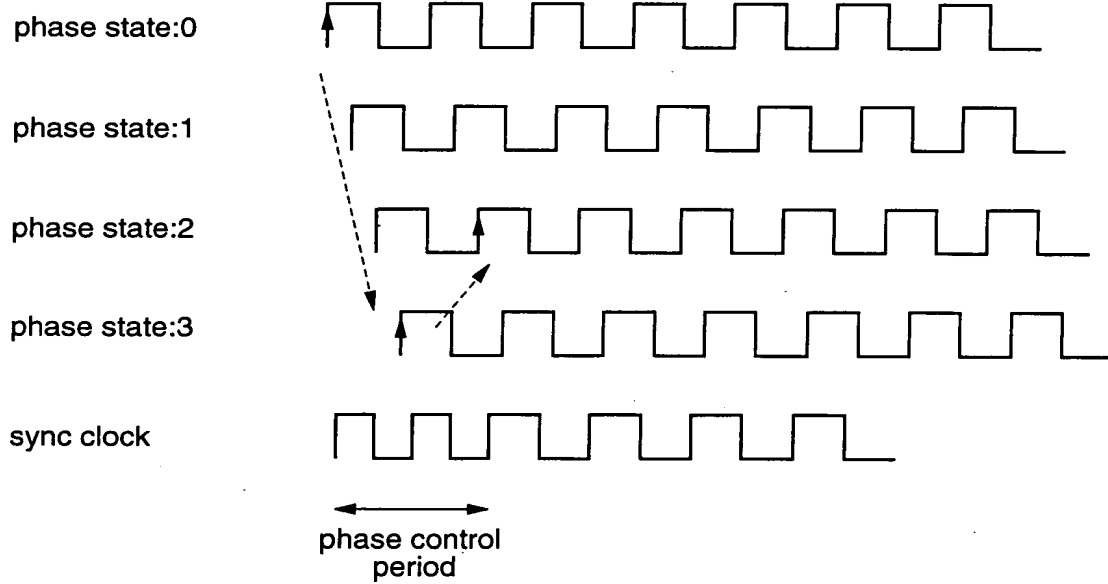 phase state:0
phase state:1
phase state:2
phase state:3
sync clock
phase control
period